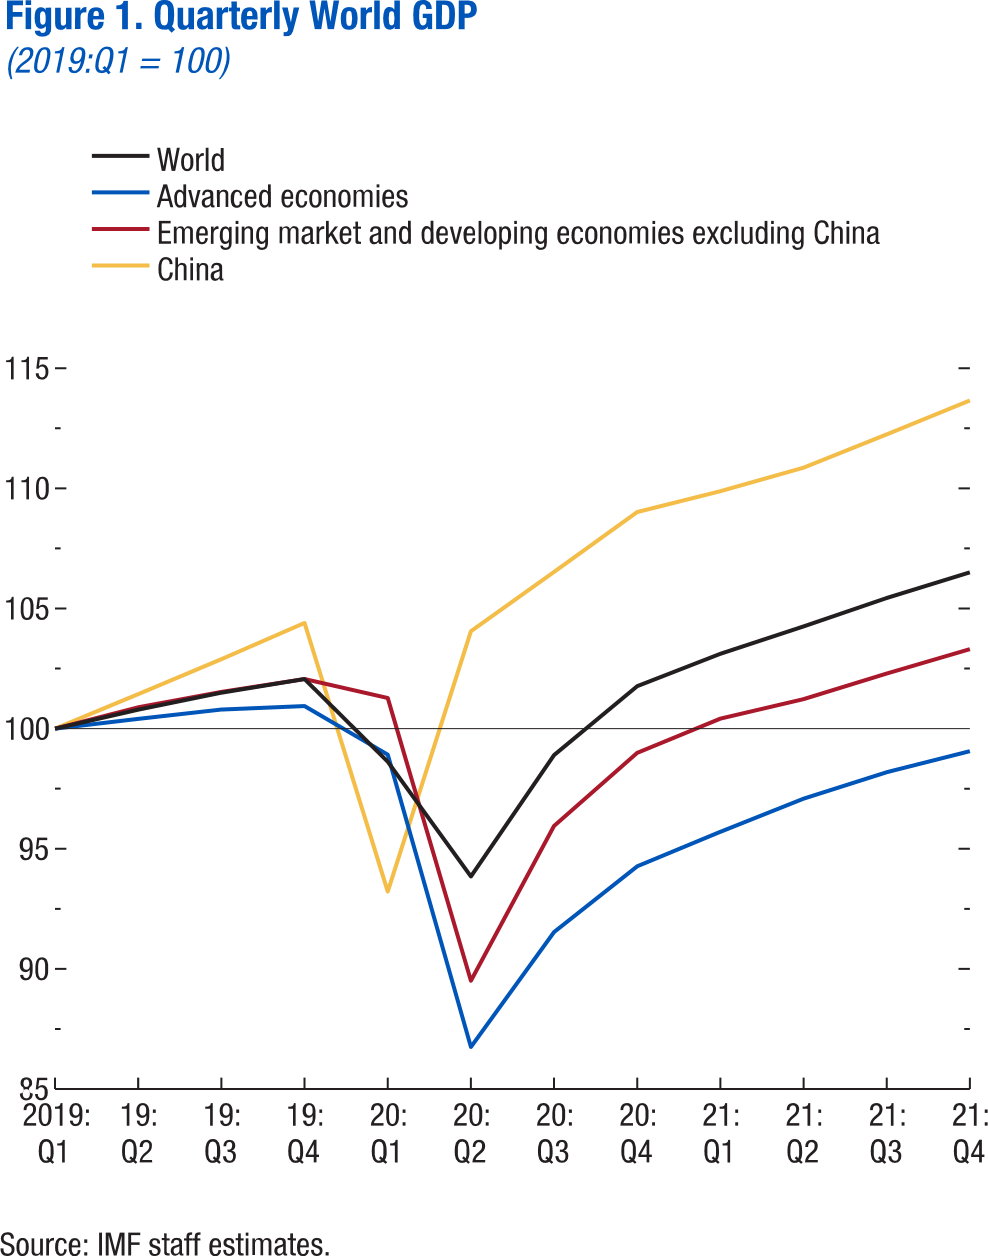 Figure 1. Quarterly World GDP
(2019:Q1 = 100)
World
Advanced economies
Emerging market and developing economies excluding China
China
115
110
105
100
95
90
85
2019: 19: 19: 19: 20: 20: 20: 20: 21: 21: 21: 21:
Q1 Q2 Q3 Q4 Q1 Q2 Q3 Q4 Q1 Q2 Q3 Q4
Source: IMF staff estimates.